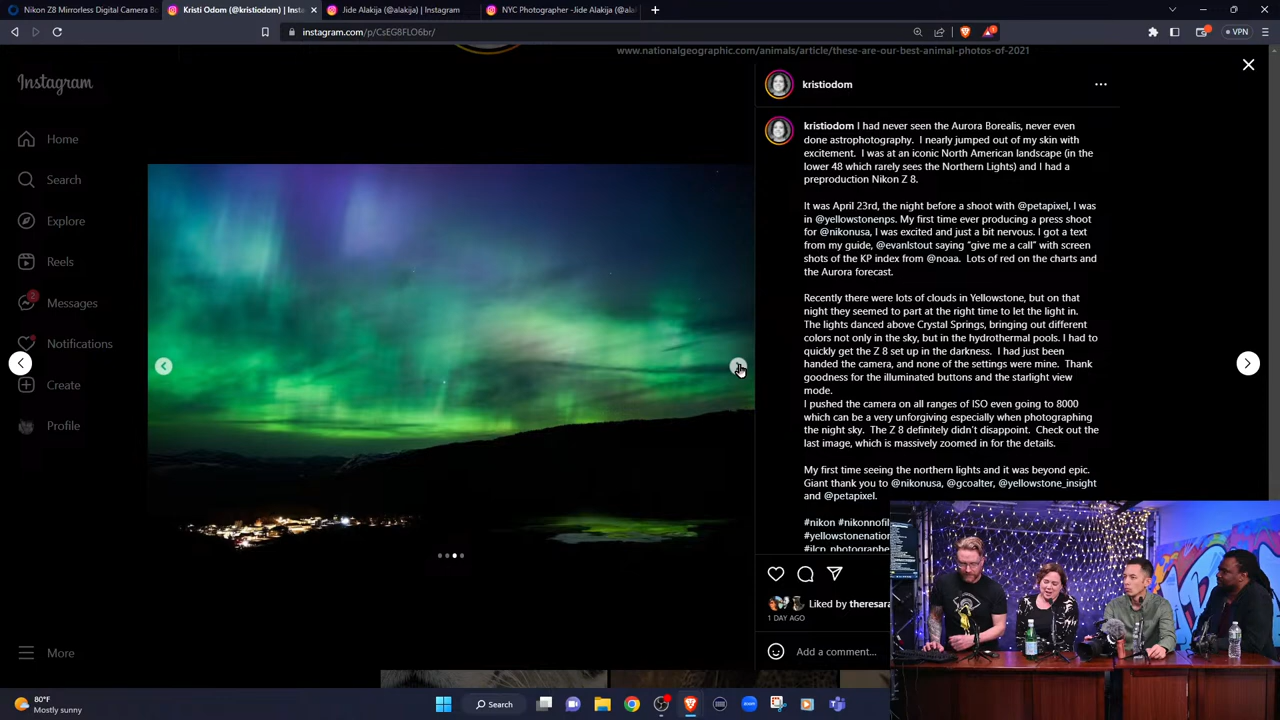 Nikon Z8 Mirrorless Digital Camera Bo
Kristi Odom (@kristiodom) | Insta
Jide Alakija (@alakija) | Instagram
NYC Photographer -Jide Alakija (@ala
instagram.com/p/CsEG8FLO6br/
VPN
www.nationalgeographic.com/animals/article/these-are-our-best-animal-photos-of-2021
Instagram
Home
Search
Explore
Reels
2
Messages
Notifications
Create
Profile
More
kristiodom
kristiodom I had never seen the Aurora Borealis, never even
done astrophotography. I nearly jumped out of my skin with
excitement. I was at an iconic North American landscape (in the
lower 48 which rarely sees the Northern Lights) and I had a
preproduction Nikon Z 8.
It was April 23rd, the night before a shoot with @petapixel, I was
in @yellowstonenps. My first time ever producing a press shoot
for @nikonusa, I was excited and just a bit nervous. I got a text
from my guide, @evanlstout saying “give me a call” with screen
shots of the KP index from @noaa. Lots of red on the charts and
the Aurora forecast.
Recently there were lots of clouds in Yellowstone, but on that
night they seemed to part at the right time to let the light in.
The lights danced above Crystal Springs, bringing out different
colors not only in the sky, but in the hydrothermal pools. I had to
quickly get the Z 8 set up in the darkness. I had just been
handed the camera, and none of the settings were mine. Thank
goodness for the illuminated buttons and the starlight view
mode.
I pushed the camera on all ranges of ISO even going to 8000
which can be a very unforgiving especially when photographing
the night sky. The Z 8 definitely didn’t disappoint. Check out the
last image, which is massively zoomed in for the details.
My first time seeing the northern lights and it was beyond epic.
Giant thank you to @nikonusa, @gcoalter, @yellowstone_insight
and @petapixel.
#nikon #nikonnofil
#yellowstonenation
#ilcp_photographe
Liked by theresara
1 DAY AGO
Add a comment...
80°F
Mostly sunny
Search